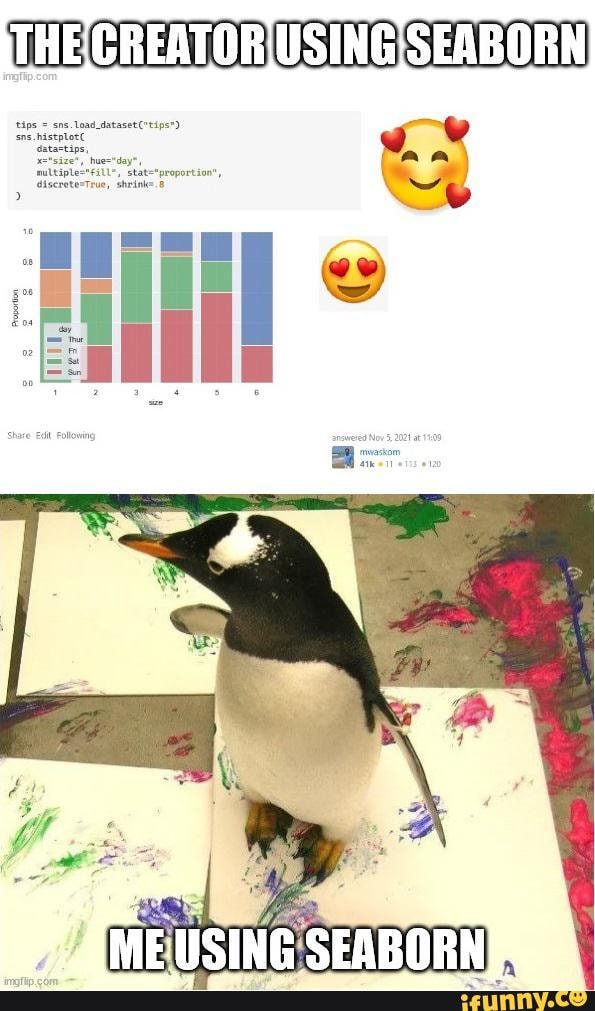 THE CREATOR USING SEABORN
imgflip.com
tips = sns.load_dataset("tips")
sns.histplot(
data=tips,
x="size", hue="day",
multiple="fill", stat="proportion",
discrete=True, shrink=.8
)
1.0
0.8
0.6
0.4
0.2
0.0
Proportion
day
Thur
Fri
Sat
Sun
1 2 3 4 5 6
size
Share Edit Following
answered Nov 5, 2021 at 11:09
mwaskom
41k 11 113 120
ME USING SEABORN
imgflip.com
ifunny.co